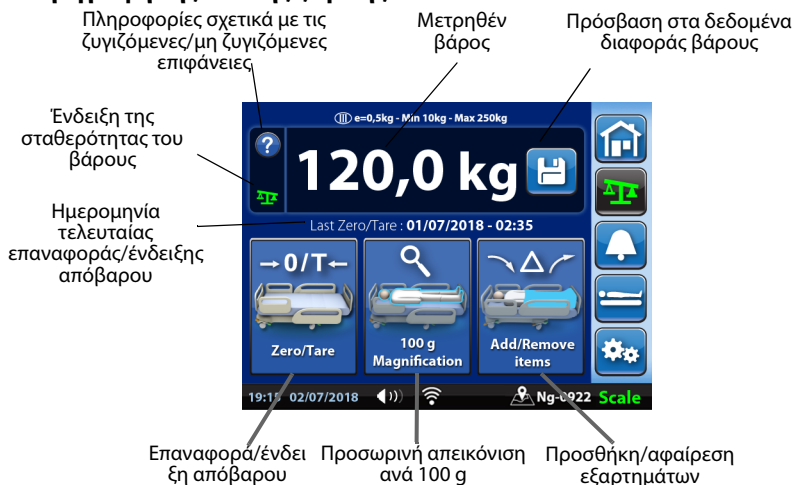 Πληροφορίες σχετικά με τις
ζυγιζόμενες/μη ζυγιζόμενες
επιφάνειες
Μετρηθέν
βάρος
Πρόσβαση στα δεδομένα
διαφοράς βάρους
Ένδειξη της
σταθερότητας του
βάρους
Ημερομηνία
τελευταίας
επαναφοράς/ένδειξης
απόβαρου
III e=0,5kg - Min 10kg - Max 250kg
?
120,0 kg
Last Zero/Tare : 01/07/2018 - 02:35
→0/T←
Zero/Tare
100 g
Magnification
Add/Remove
items
19:15 02/07/2018
Ng-0922
Scale
Επαναφορά/ένδει
ξη απόβαρου
Προσωρινή απεικόνιση
ανά 100 g
Προσθήκη/αφαίρεση
εξαρτημάτων